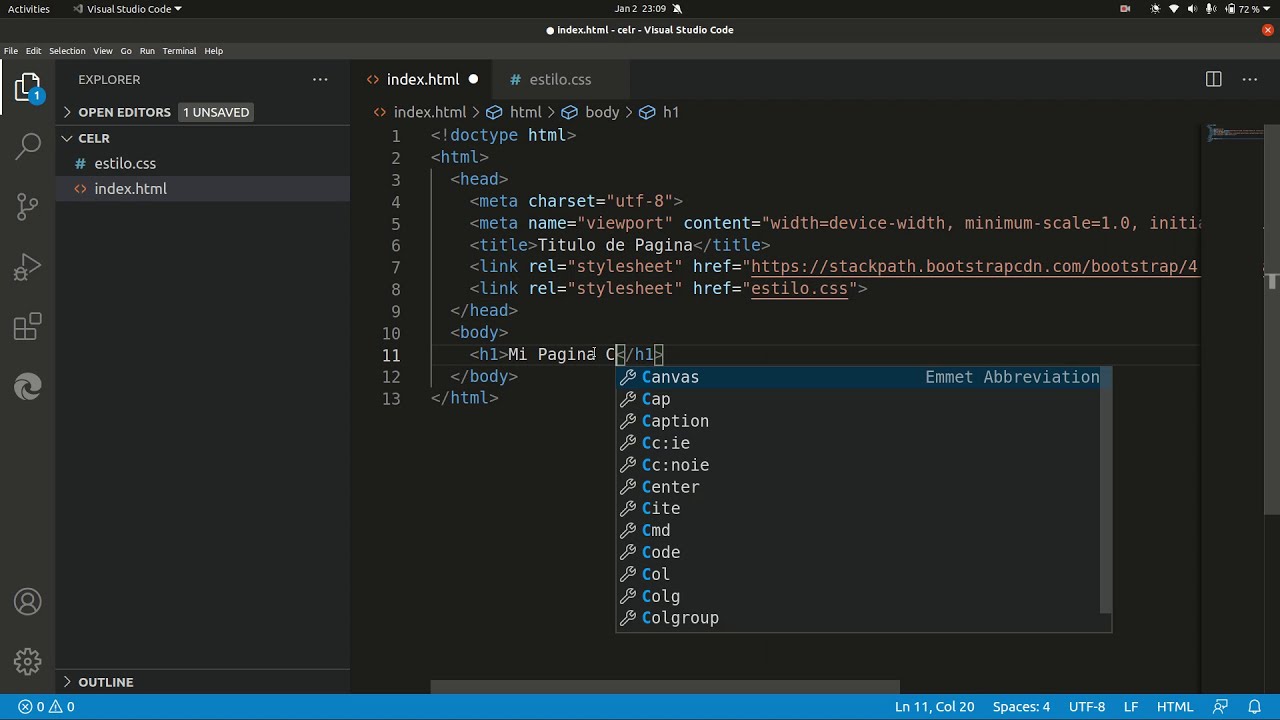 Activities Visual Studio Code Jan 2 23:09 72 %
● index.html - celr - Visual Studio Code
File Edit Selection View Go Run Terminal Help
EXPLORER ··· <> index.html ● # estilo.css ···
OPEN EDITORS 1 UNSAVED <> index.html > html > body > h1
1
CELR
# estilo.css
<> index.html
1 <!doctype html>
2 <html>
3 <head>
4 <meta charset="utf-8">
5 <meta name="viewport" content="width=device-width, minimum-scale=1.0, initia
6 <title>Titulo de Pagina</title>
7 <link rel="stylesheet" href="https://stackpath.bootstrapcdn.com/bootstrap/4.
8 <link rel="stylesheet" href="estilo.css">
9 </head>
10 <body>
11 <h1>Mi Pagina C</h1>
12 </body>
13 </html>
Canvas Emmet Abbreviation
Cap
Caption
Cc:ie
Cc:noie
Center
Cite
Cmd
Code
Col
Colg
Colgroup
OUTLINE
0 0 Ln 11, Col 20 Spaces: 4 UTF-8 LF HTML